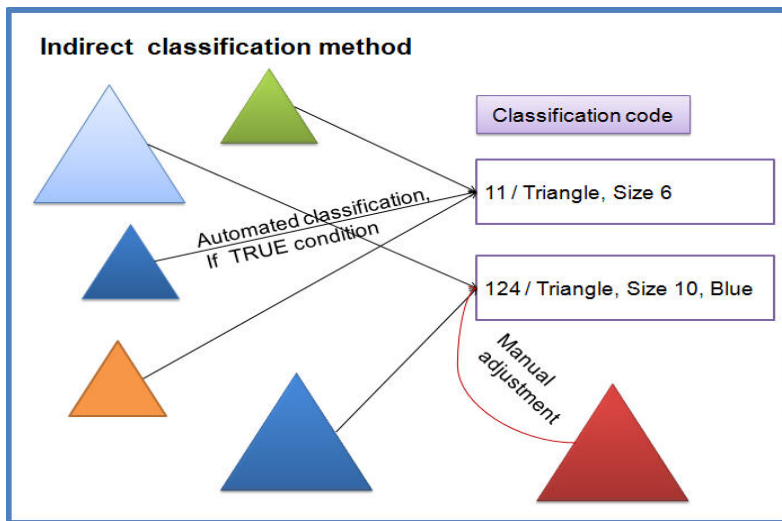 Indirect classification method
Classification code
11 / Triangle, Size 6
Automated classification,
If TRUE condition
124 / Triangle, Size 10, Blue
Manual
adjustment